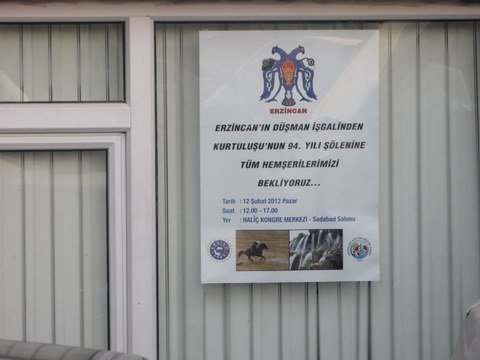 ERZİNCAN
ERZİNCAN'IN DÜŞMAN İŞGALİNDEN
KURTULUŞU'NUN 94. YILI ŞÖLENİNE
TÜM HEMŞERİLERİMİZİ
BEKLİYORUZ...
Tarih : 12 Şubat 2012 Pazar
Saat : 12.00 - 17.00
Yer : HALİÇ KONGRE MERKEZİ - Sadabad Salonu